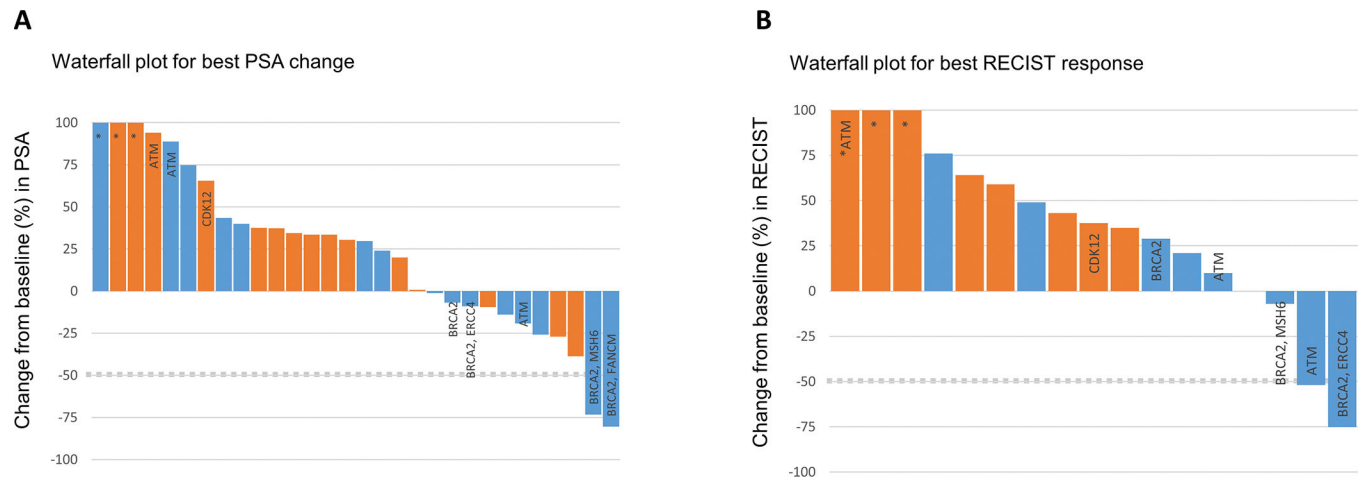 A
Waterfall plot for best PSA change
Change from baseline (%) in PSA
100
75
50
25
0
-25
-50
-75
-100
*
*
*
ATM
ATM
CDK12
BRCA2
BRCA2, ERCC4
ATM
BRCA2, MSH6
BRCA2, FANCM
B
Waterfall plot for best RECIST response
Change from baseline (%) in RECIST
100
75
50
25
0
-25
-50
-75
-100
*ATM
*
*
CDK12
BRCA2
ATM
BRCA2, MSH6
ATM
BRCA2, ERCC4